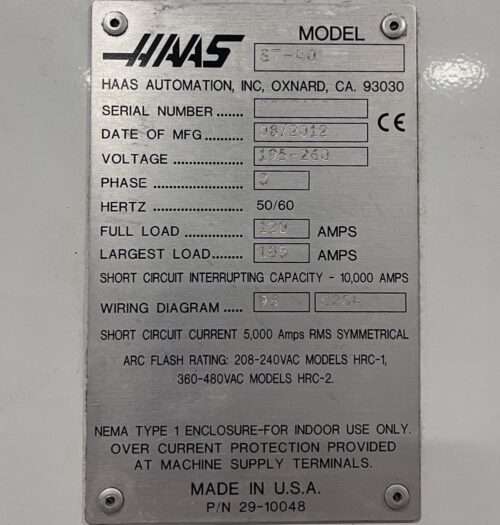 HAAS
MODEL
ST-40
HAAS AUTOMATION, INC, OXNARD, CA. 93030
SERIAL NUMBER .......
DATE OF MFG ........... 08/2012
CE
VOLTAGE .................. 195-260
PHASE ...................... 3
HERTZ 50/60
FULL LOAD ............... AMPS
LARGEST LOAD........ AMPS
SHORT CIRCUIT INTERRUPTING CAPACITY - 10,000 AMPS
WIRING DIAGRAM .....
SHORT CIRCUIT CURRENT 5,000 Amps RMS SYMMETRICAL
ARC FLASH RATING: 208-240VAC MODELS HRC-1,
360-480VAC MODELS HRC-2.
NEMA TYPE 1 ENCLOSURE-FOR INDOOR USE ONLY.
OVER CURRENT PROTECTION PROVIDED
AT MACHINE SUPPLY TERMINALS.
MADE IN U.S.A.
P/N 29-10048